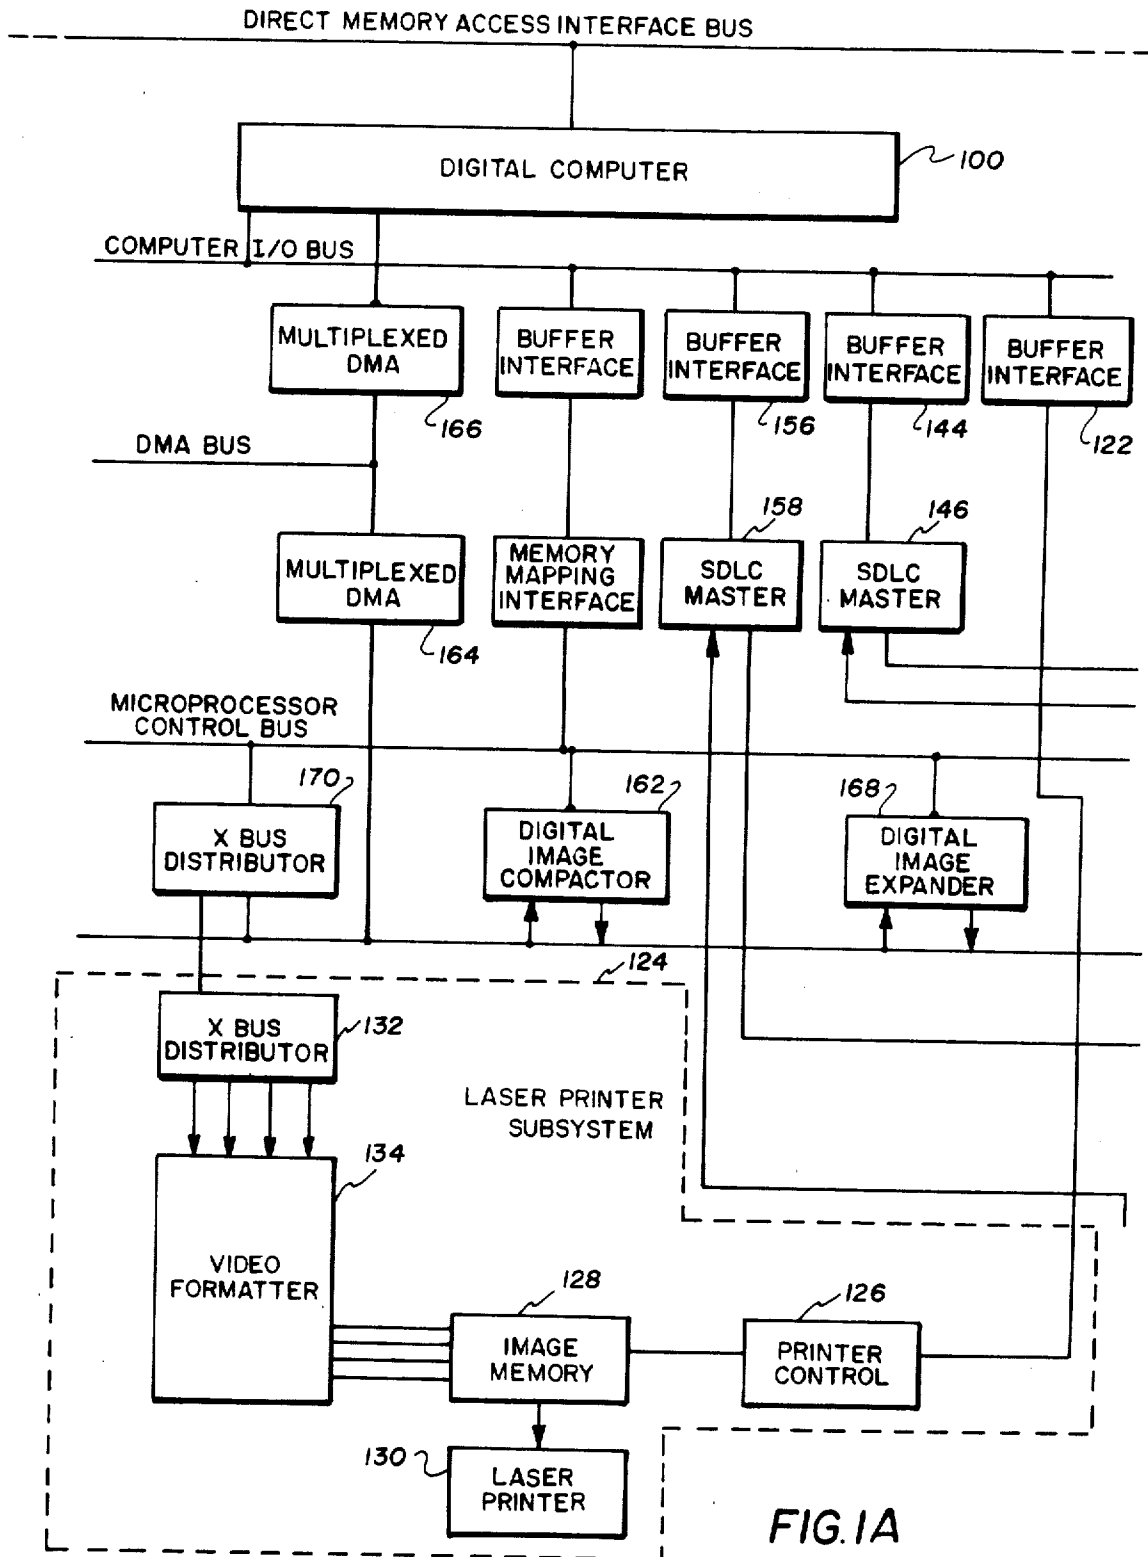 DIRECT MEMORY ACCESS INTERFACE BUS
DIGITAL COMPUTER
100
COMPUTER I/O BUS
MULTIPLEXED
DMA
166
BUFFER
INTERFACE
BUFFER
INTERFACE
156
BUFFER
INTERFACE
144
BUFFER
INTERFACE
122
DMA BUS
MULTIPLEXED
DMA
164
MEMORY
MAPPING
INTERFACE
158
SDLC
MASTER
146
SDLC
MASTER
MICROPROCESSOR
CONTROL BUS
170
X BUS
DISTRIBUTOR
162
DIGITAL
IMAGE
COMPACTOR
168
DIGITAL
IMAGE
EXPANDER
124
X BUS
DISTRIBUTOR
132
LASER PRINTER
SUBSYSTEM
134
VIDEO
FORMATTER
128
IMAGE
MEMORY
126
PRINTER
CONTROL
130
LASER
PRINTER
FIG. 1A